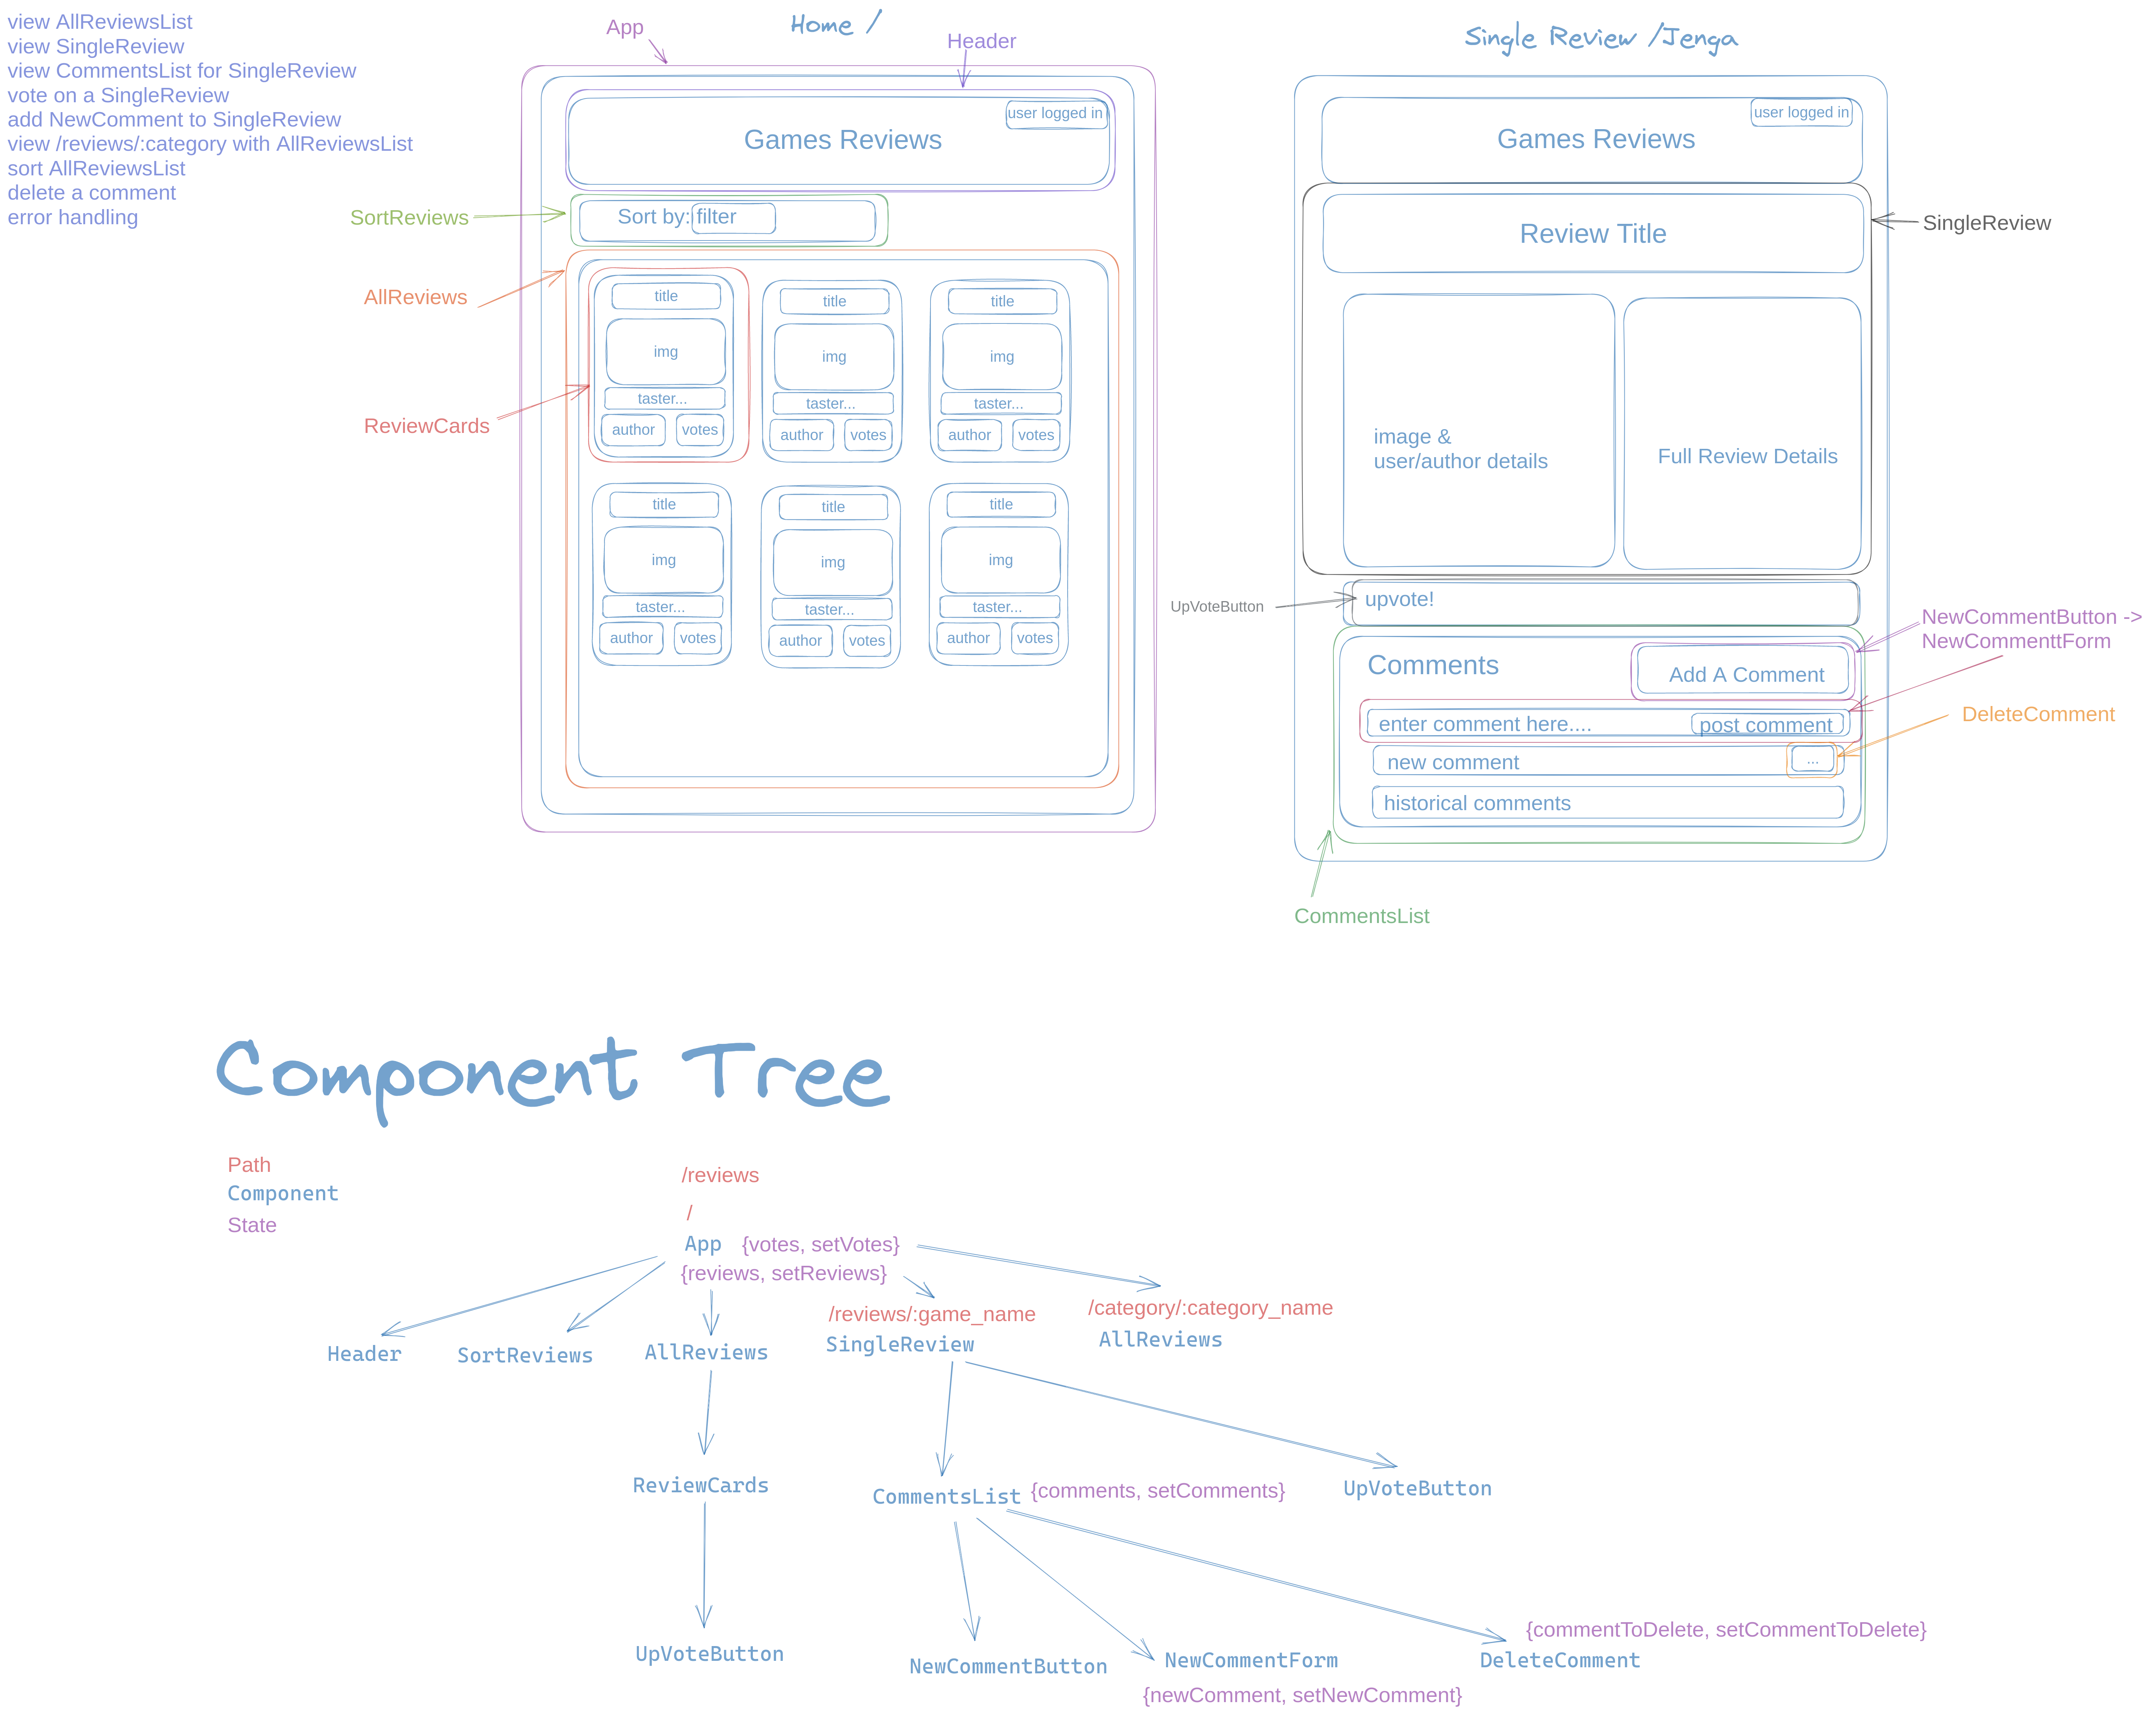 view AllReviewsList
view SingleReview
view CommentsList for SingleReview
vote on a SingleReview
add NewComment to SingleReview
view /reviews/:category with AllReviewsList
sort AllReviewsList
delete a comment
error handling
App
Home /
Header
user logged in
Games Reviews
SortReviews
Sort by: filter
AllReviews
ReviewCards
title
img
taster...
author
votes
title
img
taster...
author
votes
title
img
taster...
author
votes
title
img
taster...
author
votes
title
img
taster...
author
votes
title
img
taster...
author
votes
Single Review /Jenga
user logged in
Games Reviews
Review Title
SingleReview
image &
user/author details
Full Review Details
UpVoteButton
upvote!
NewCommentButton ->
NewCommenttForm
Comments
Add A Comment
enter comment here....
post comment
DeleteComment
new comment
...
historical comments
CommentsList
Component Tree
Path
Component
State
/reviews
/
App {votes, setVotes}
{reviews, setReviews}
/reviews/:game_name
/category/:category_name
Header
SortReviews
AllReviews
SingleReview
AllReviews
ReviewCards
CommentsList {comments, setComments}
UpVoteButton
UpVoteButton
NewCommentButton
NewCommentForm
{newComment, setNewComment}
{commentToDelete, setCommentToDelete}
DeleteComment